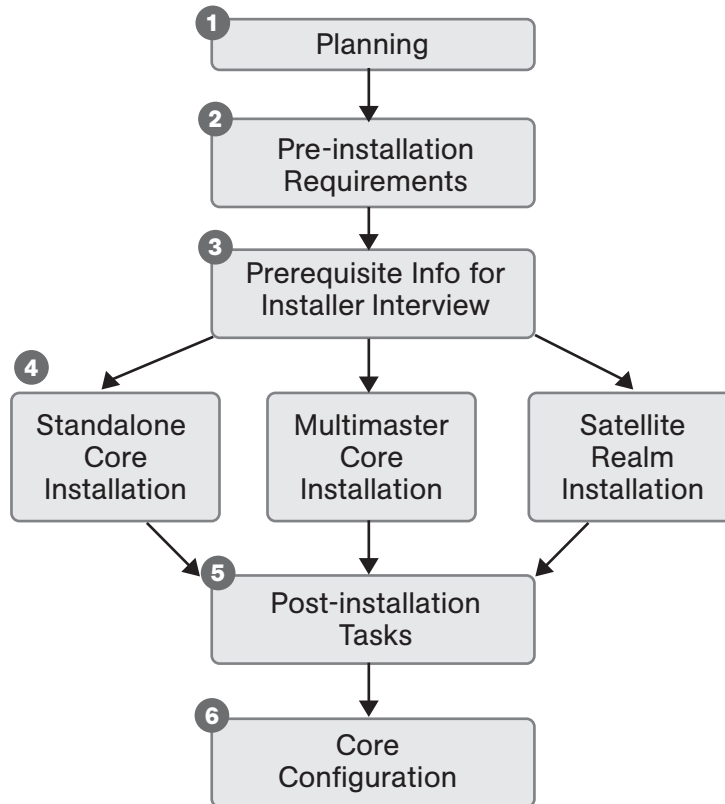 1
Planning
2
Pre-installation
Requirements
3
Prerequisite Info for
Installer Interview
4
Standalone
Core
Installation
Multimaster
Core
Installation
Satellite
Realm
Installation
5
Post-installation
Tasks
6
Core
Configuration